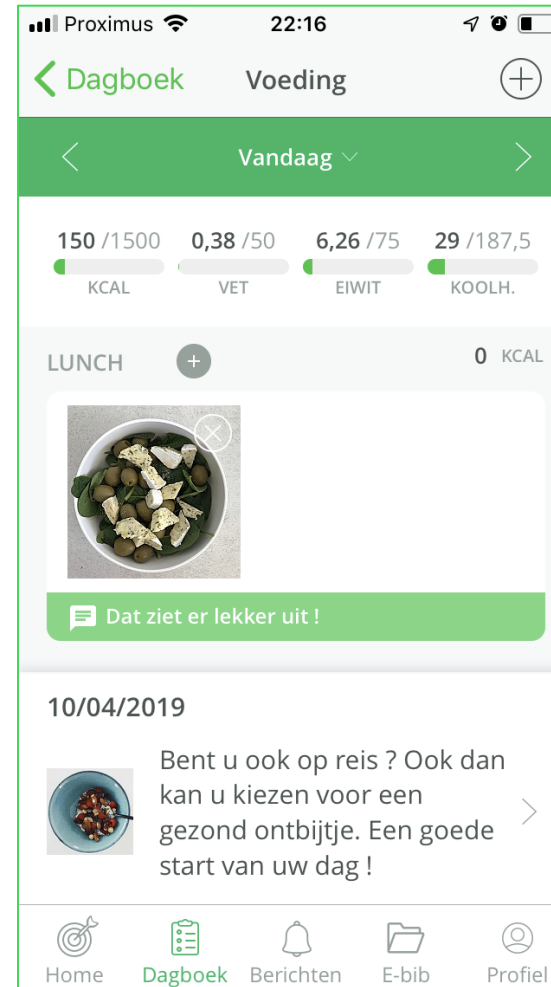 Proximus 22:16
Dagboek Voeding
Vandaag
150 /1500 0,38 /50 6,26 /75 29 /187,5
KCAL VET EIWIT KOOLH.
LUNCH + 0 KCAL
Dat ziet er lekker uit !
10/04/2019
Bent u ook op reis ? Ook dan
kan u kiezen voor een
gezond ontbijtje. Een goede
start van uw dag !
Home Dagboek Berichten E-bib Profiel